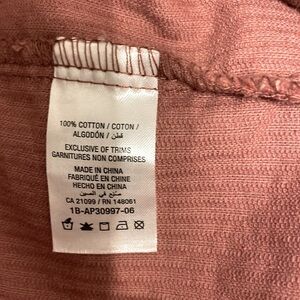 100% COTTON / COTON /
ALGODÓN / قطن
EXCLUSIVE OF TRIMS
GARNITURES NON COMPRISES
MADE IN CHINA
FABRIQUÉ EN CHINE
HECHO EN CHINA
صنع في الصين
CA 21099 / RN 148061
1B-AP30997-06